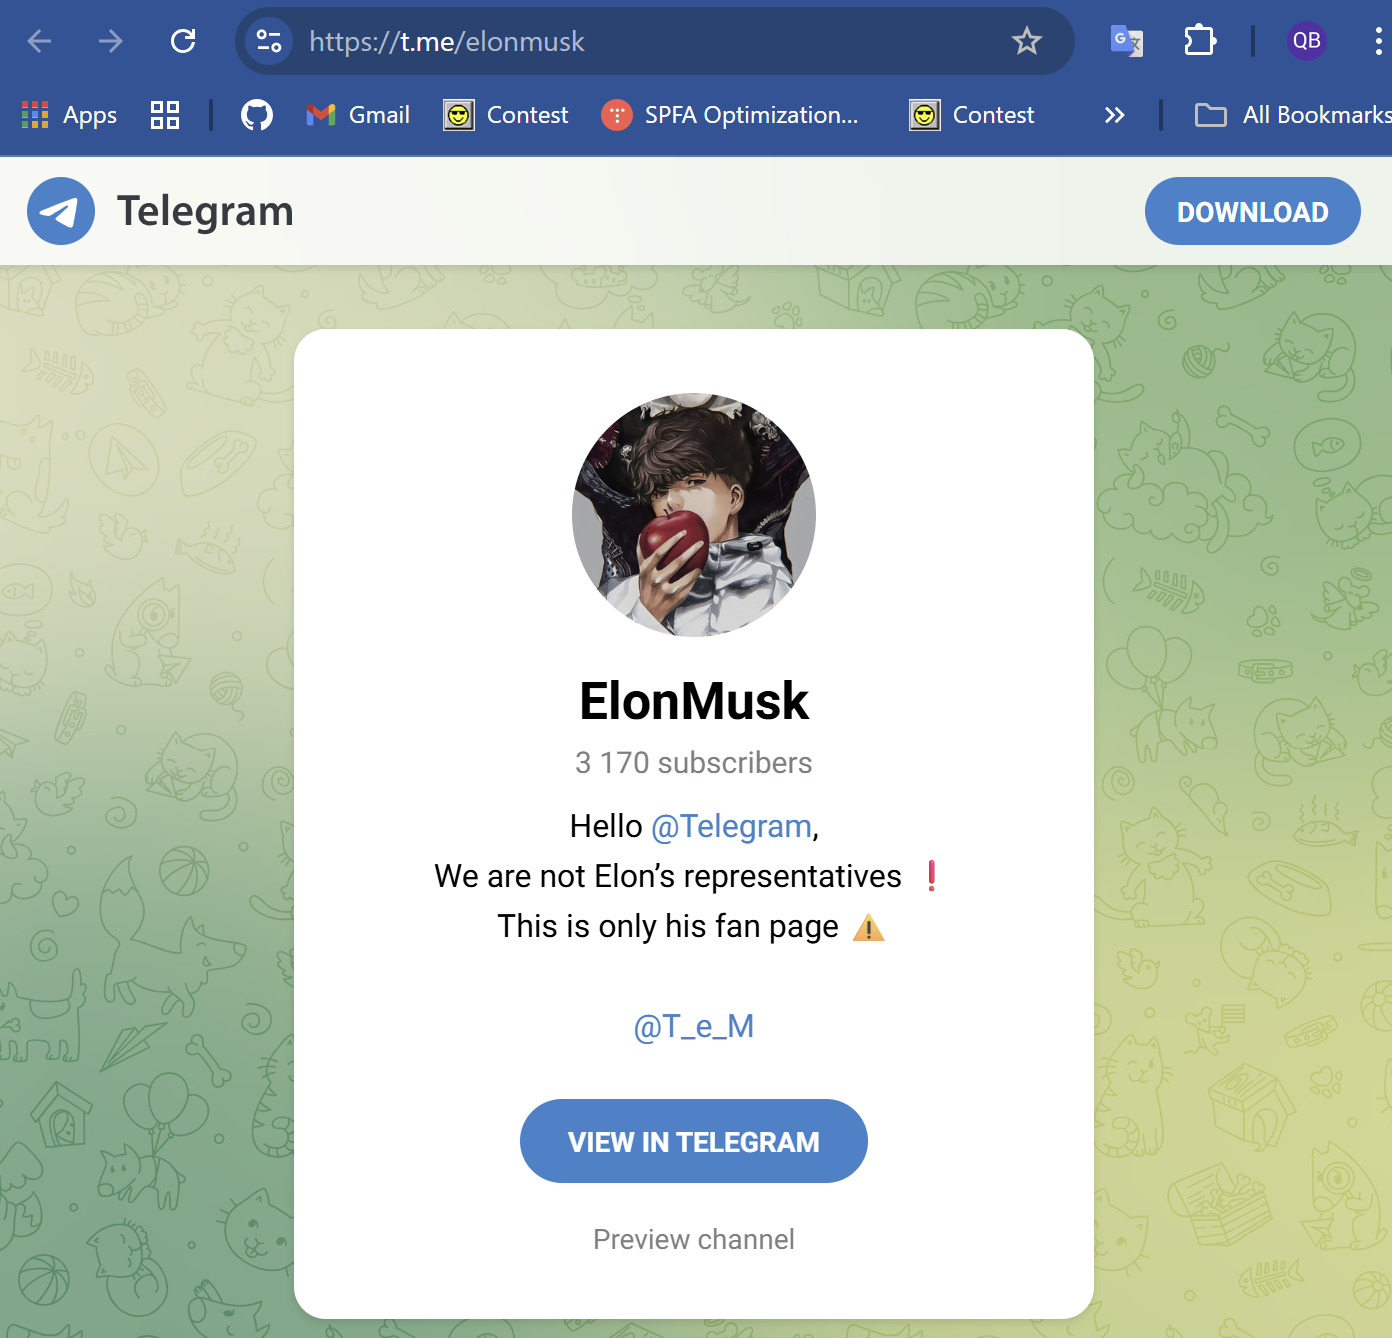 https://t.me/elonmusk
QB
Apps
Gmail
Contest
SPFA Optimization...
Contest
All Bookmarks
Telegram
DOWNLOAD
ElonMusk
3 170 subscribers
Hello @Telegram,
We are not Elon’s representatives ❗
This is only his fan page ⚠️
@T_e_M
VIEW IN TELEGRAM
Preview channel